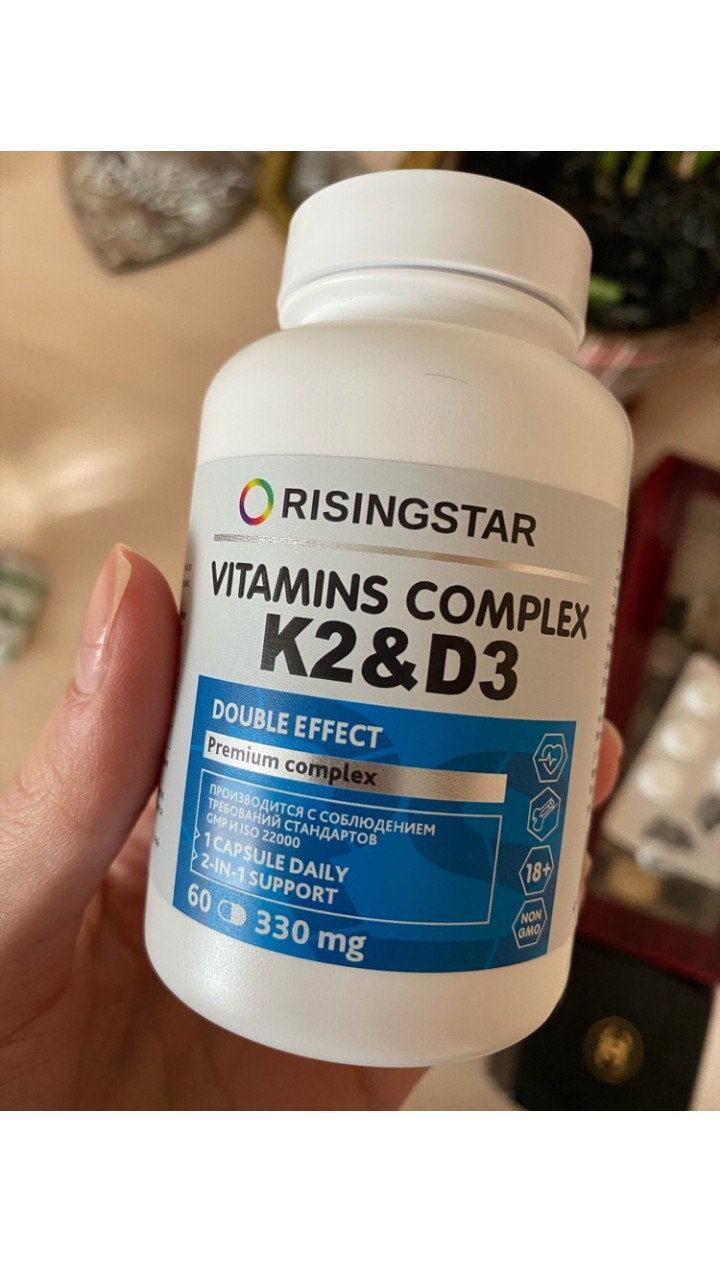 RISINGSTAR
VITAMINS COMPLEX
K2&D3
DOUBLE EFFECT
Premium complex
ПРОИЗВОДИТСЯ С СОБЛЮДЕНИЕМ
ТРЕБОВАНИЙ СТАНДАРТОВ
GMP И ISO 22000
1 CAPSULE DAILY
2-IN-1 SUPPORT
60 330 mg
18+
NON
GMO